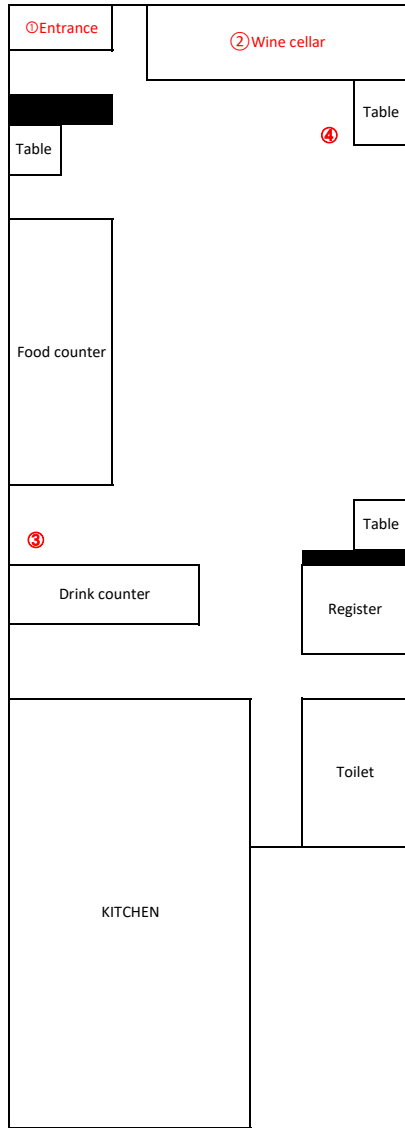 ①Entrance
②Wine cellar
Table
④
Table
Food counter
Table
③
Drink counter
Register
Toilet
KITCHEN